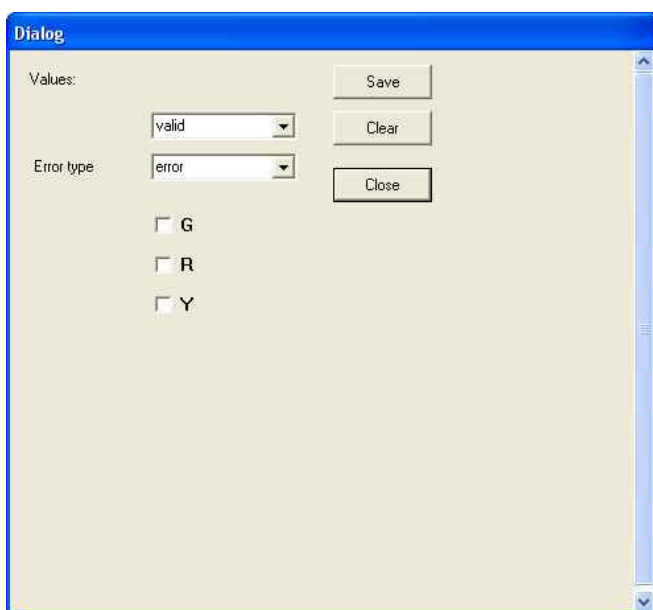 Dialog
Values:
Save
valid
Clear
Error type
error
Close
G
R
Y